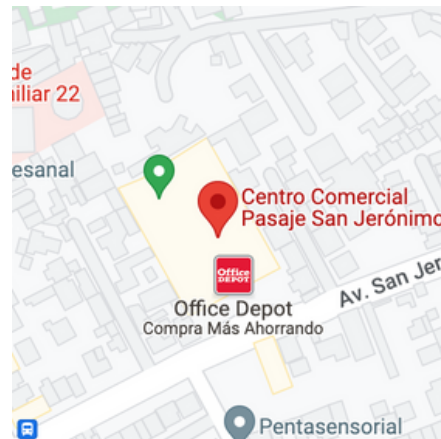 de
iliar 22
esanal
Centro Comercial
Pasaje San Jerónimo
Office
DEPOT
Office Depot
Compra Más Ahorrando
Av. San Jer
Pentasensorial